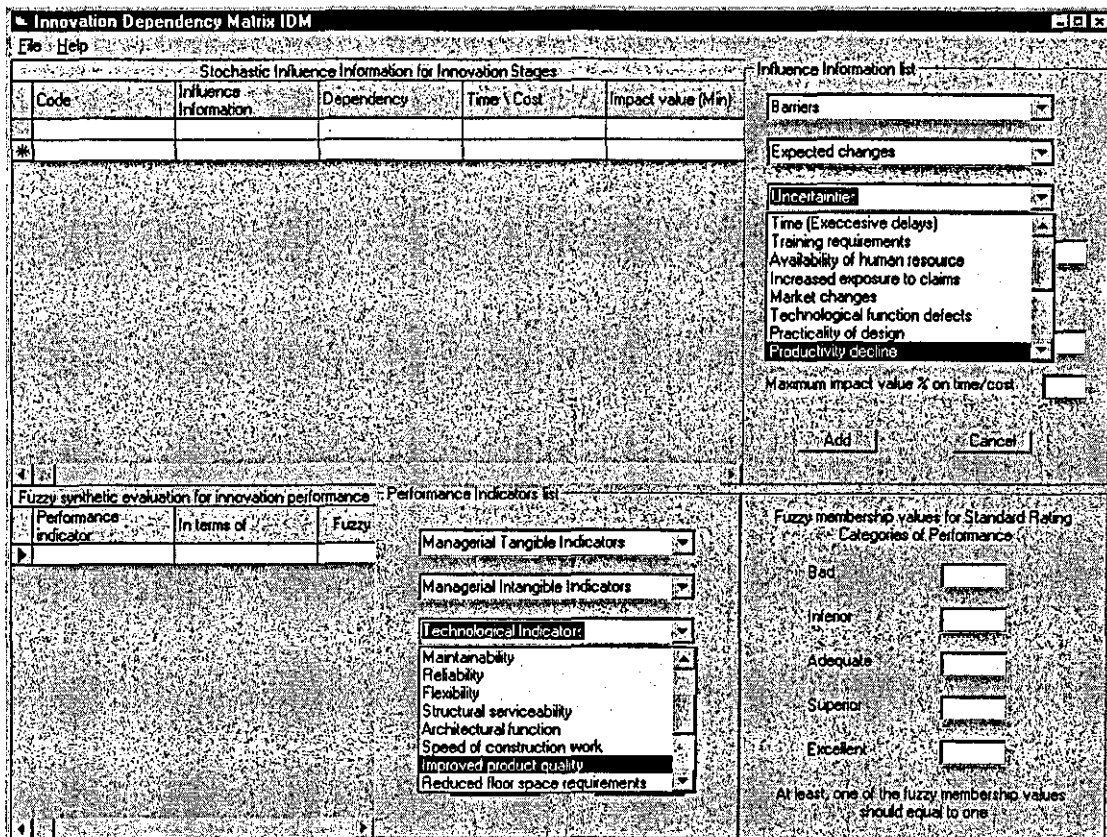 Innovation Dependency Matrix IDM
File Help
Stochastic Influence Information for Innovation Stages
Code
Influence
Information
Dependency
Time \ Cost
Impact value (Min)
Influence Information list
Barriers
Expected changes
Uncertainties
Time (Execcesive delays)
Training requirements
Availability of human resource
Increased exposure to claims
Market changes
Technological function defects
Practicality of design
Productivity decline
Maximum impact value % on time/cost
Add
Cancel
Fuzzy synthetic evaluation for innovation performance
Performance
indicator
In terms of
Fuzzy
Performance Indicators list
Managerial Tangible Indicators
Managerial Intangible Indicators
Technological Indicators
Maintainability
Reliability
Flexibility
Structural serviceability
Architectural function
Speed of construction work
Improved product quality
Reduced floor space requirements
Fuzzy membership values for Standard Rating
Categories of Performance
Bad
Inferior
Adequate
Superior
Excellent
At least, one of the fuzzy membership values
should equal to one